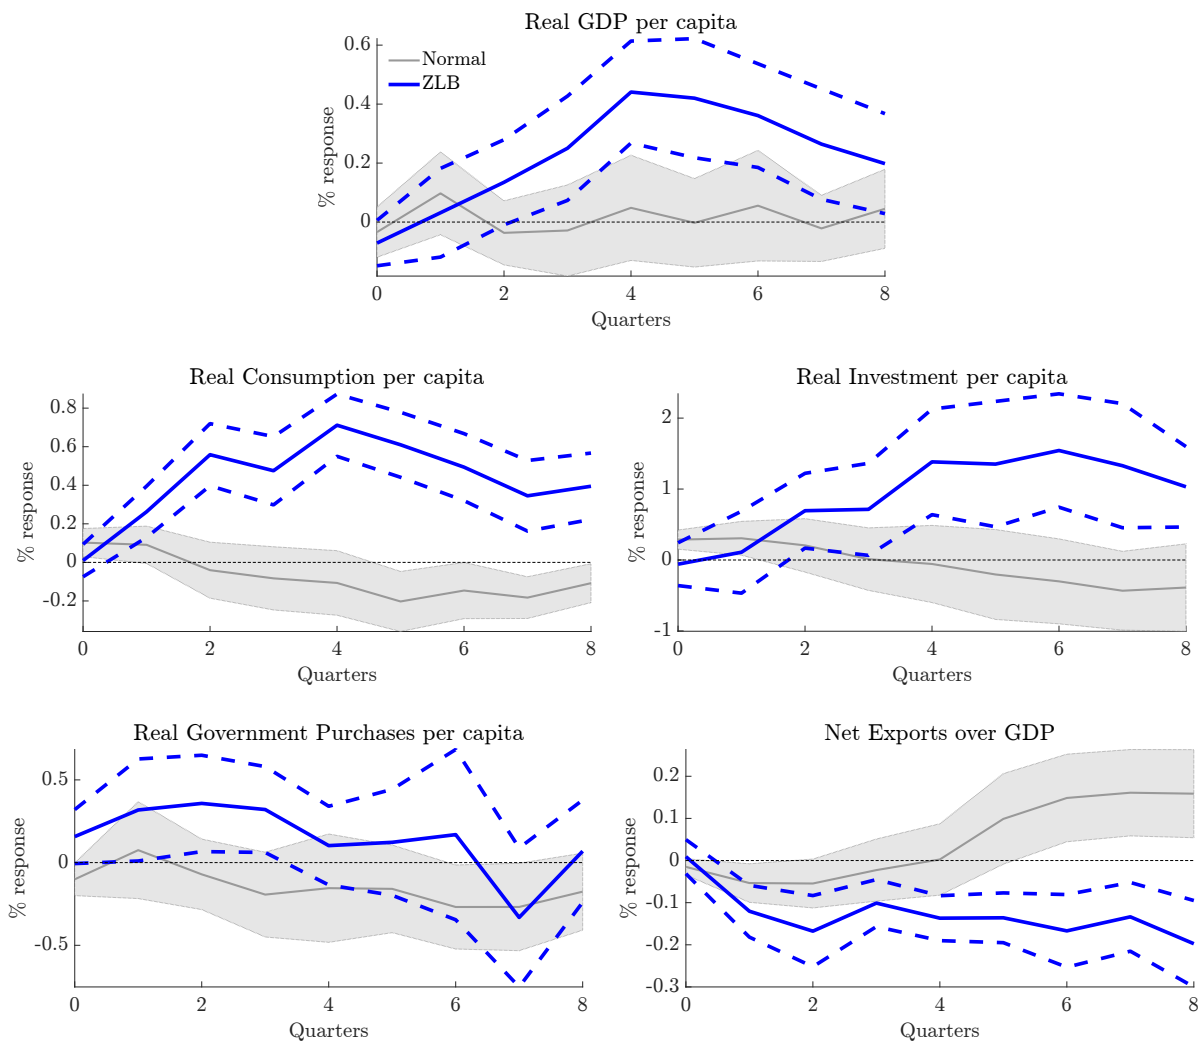 Real GDP per capita
Normal
ZLB
% response
0.6
0.4
0.2
0
0 2 4 6 8
Quarters
Real Consumption per capita
% response
0.8
0.6
0.4
0.2
0
-0.2
0 2 4 6 8
Quarters
Real Investment per capita
% response
2
1
0
-1
0 2 4 6 8
Quarters
Real Government Purchases per capita
% response
0.5
0
-0.5
0 2 4 6 8
Quarters
Net Exports over GDP
% response
0.2
0.1
0
-0.1
-0.2
-0.3
0 2 4 6 8
Quarters